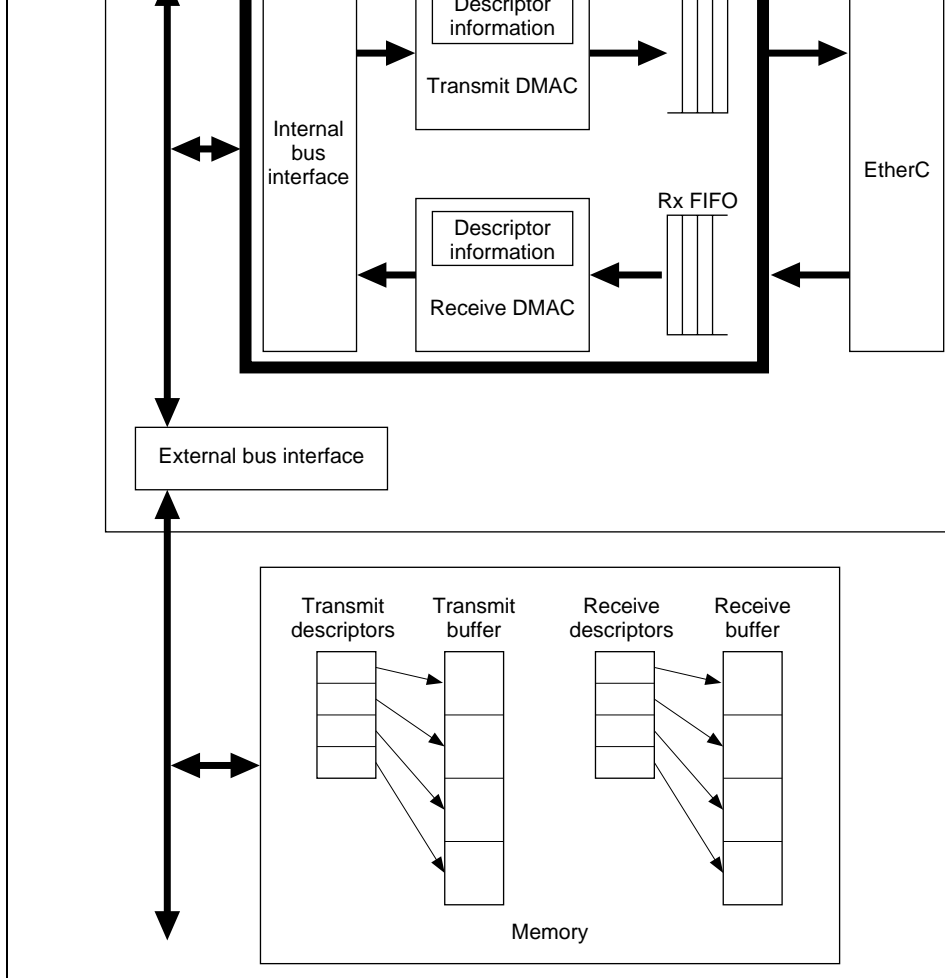 Descriptor
information
Transmit DMAC
Internal
bus
interface
EtherC
Rx FIFO
Descriptor
information
Receive DMAC
External bus interface
Transmit
descriptors
Transmit
buffer
Receive
descriptors
Receive
buffer
Memory